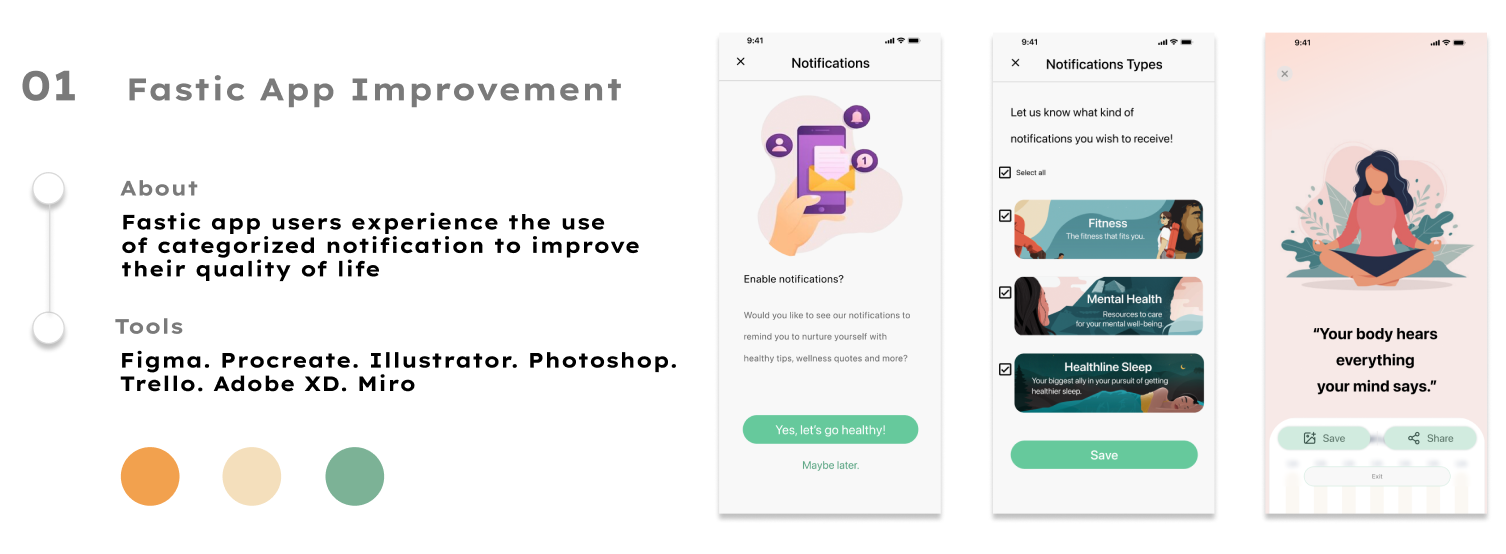 01 Fastic App Improvement
About
Fastic app users experience the use
of categorized notification to improve
their quality of life
Tools
Figma. Procreate. Illustrator. Photoshop.
Trello. Adobe XD. Miro
9:41
Notifications
1
Enable notifications?
Would you like to see our notifications to
remind you to nurture yourself with
healthy tips, wellness quotes and more?
Yes, let's go healthy!
Maybe later.
9:41
Notifications Types
Let us know what kind of
notifications you wish to receive!
Select all
Fitness
The fitness that fits you.
Mental Health
Resources to care
for your mental well-being
Healthline Sleep
Your biggest ally in your pursuit of getting
healthier sleep.
Save
9:41
“Your body hears
everything
your mind says.”
Save
Share
Exit